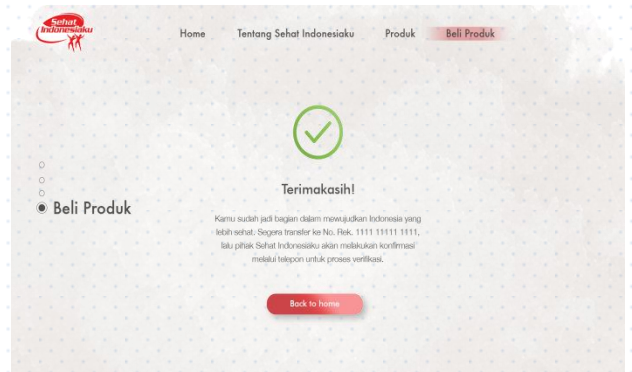 Sehat
Indonesiaku
Home Tentang Sehat Indonesiaku Produk Beli Produk
Terimakasih!
Beli Produk
Kamu sudah jadi bagian dalam mewujudkan Indonesia yang
lebih sehat. Segera transfer ke No. Rek. 1111 11111 1111,
lalu pihak Sehat Indonesiaku akan melakukan konfirmasi
melalui telepon untuk proses verifikasi.
Back to home